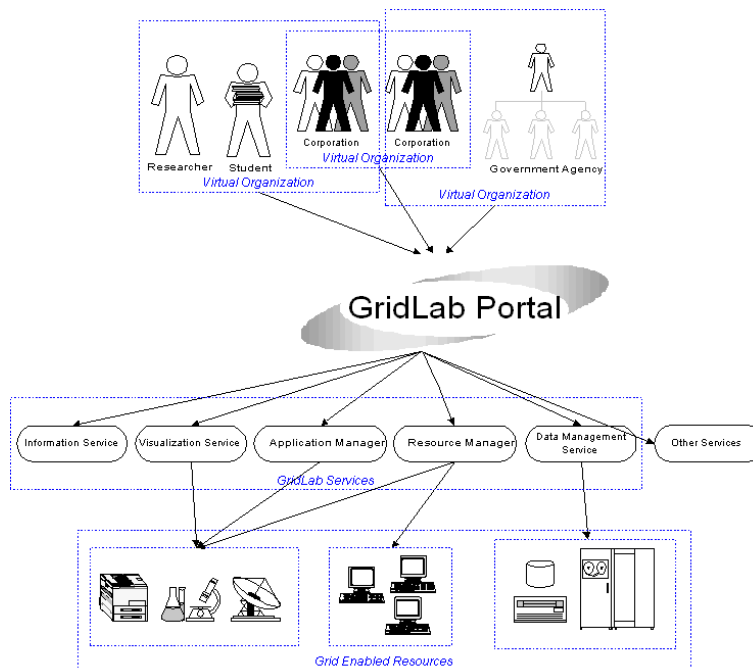 Corporation
Corporation
Virtual Organization
Researcher
Student
Government Agency
Virtual Organization
Virtual Organization
GridLab Portal
Information Service
Visualization Service
Application Manager
Resource Manager
Data Management
Service
Other Services
GridLab Services
Grid Enabled Resources